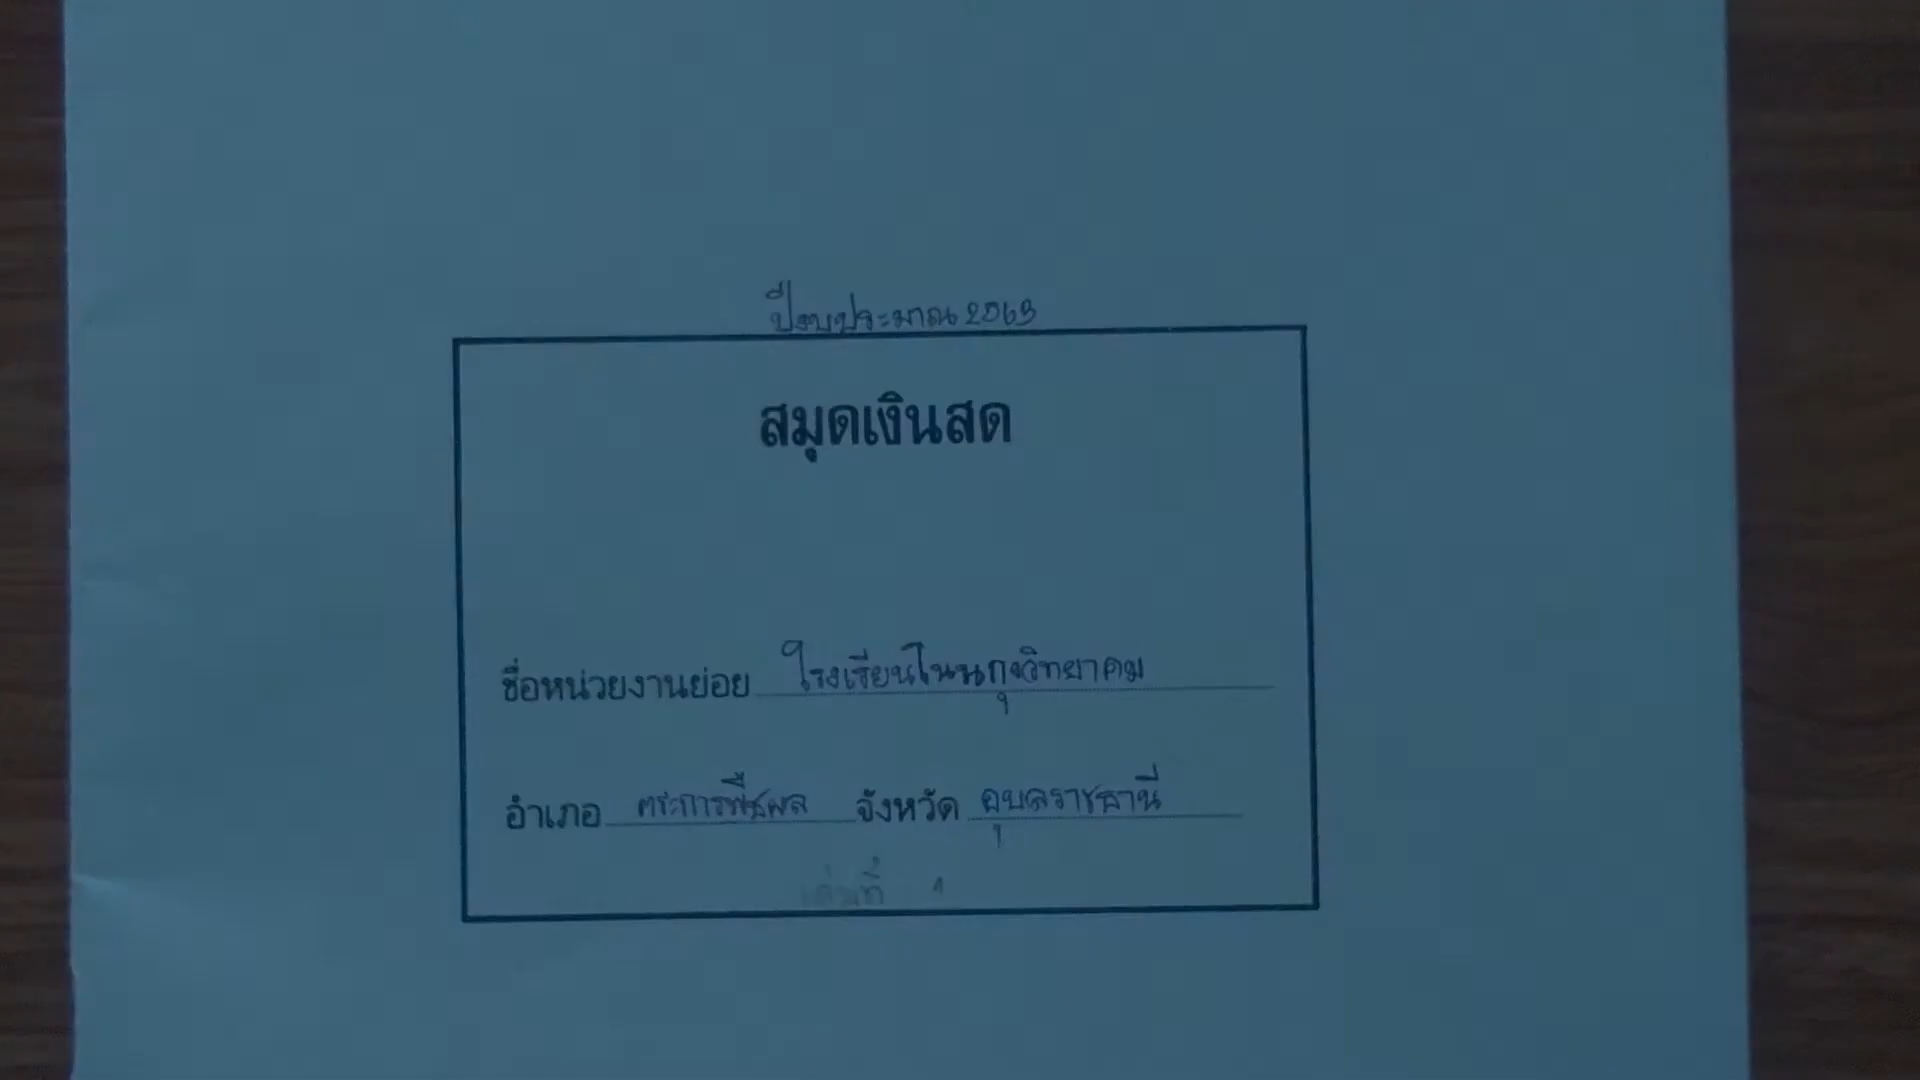 ปีงบประมาณ 2563
สมุดเงินสด
ชื่อหน่วยงานย่อย โรงเรียนโนนกุงวิทยาคม
อำเภอ ตระการพืชผล จังหวัด อุบลราชธานี
เล่มที่ 1